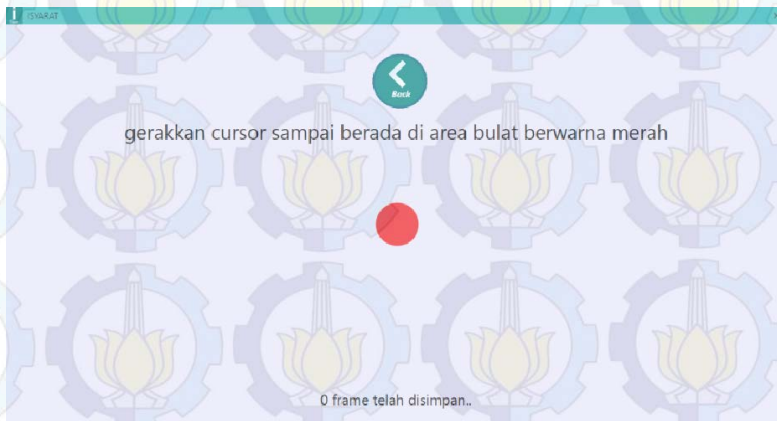 ISYARAT
Back
gerakkan cursor sampai berada di area bulat berwarna merah
0 frame telah disimpan..